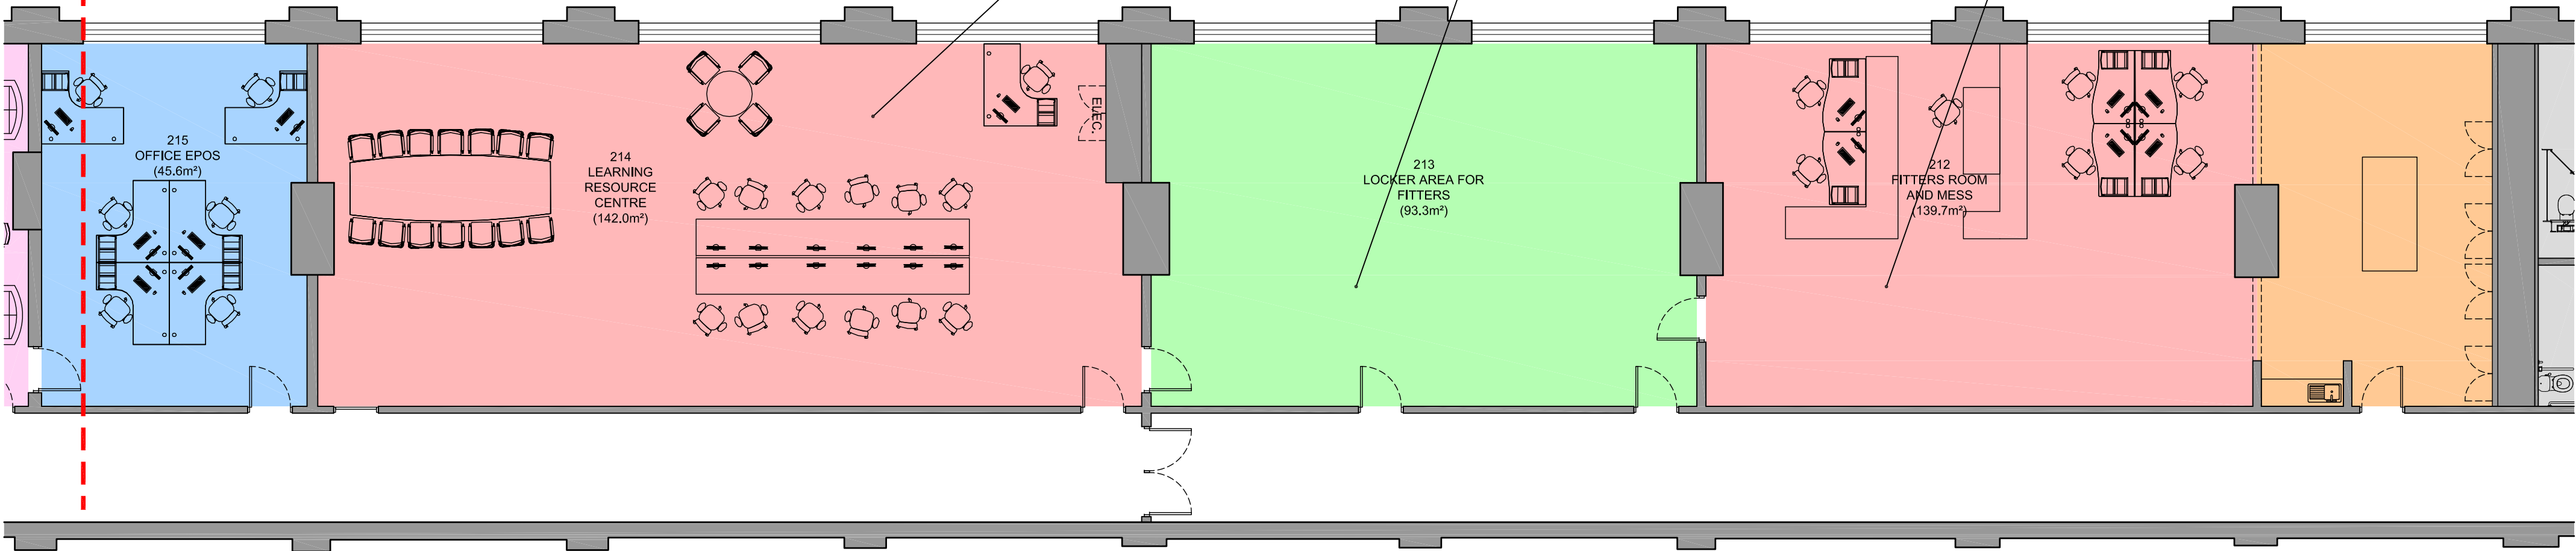 215
OFFICE EPOS
(45.6m²)
214
LEARNING
RESOURCE
CENTRE
(142.0m²)
ELEC.
213
LOCKER AREA FOR
FITTERS
(93.3m²)
212
FITTERS ROOM
AND MESS
(139.7m²)